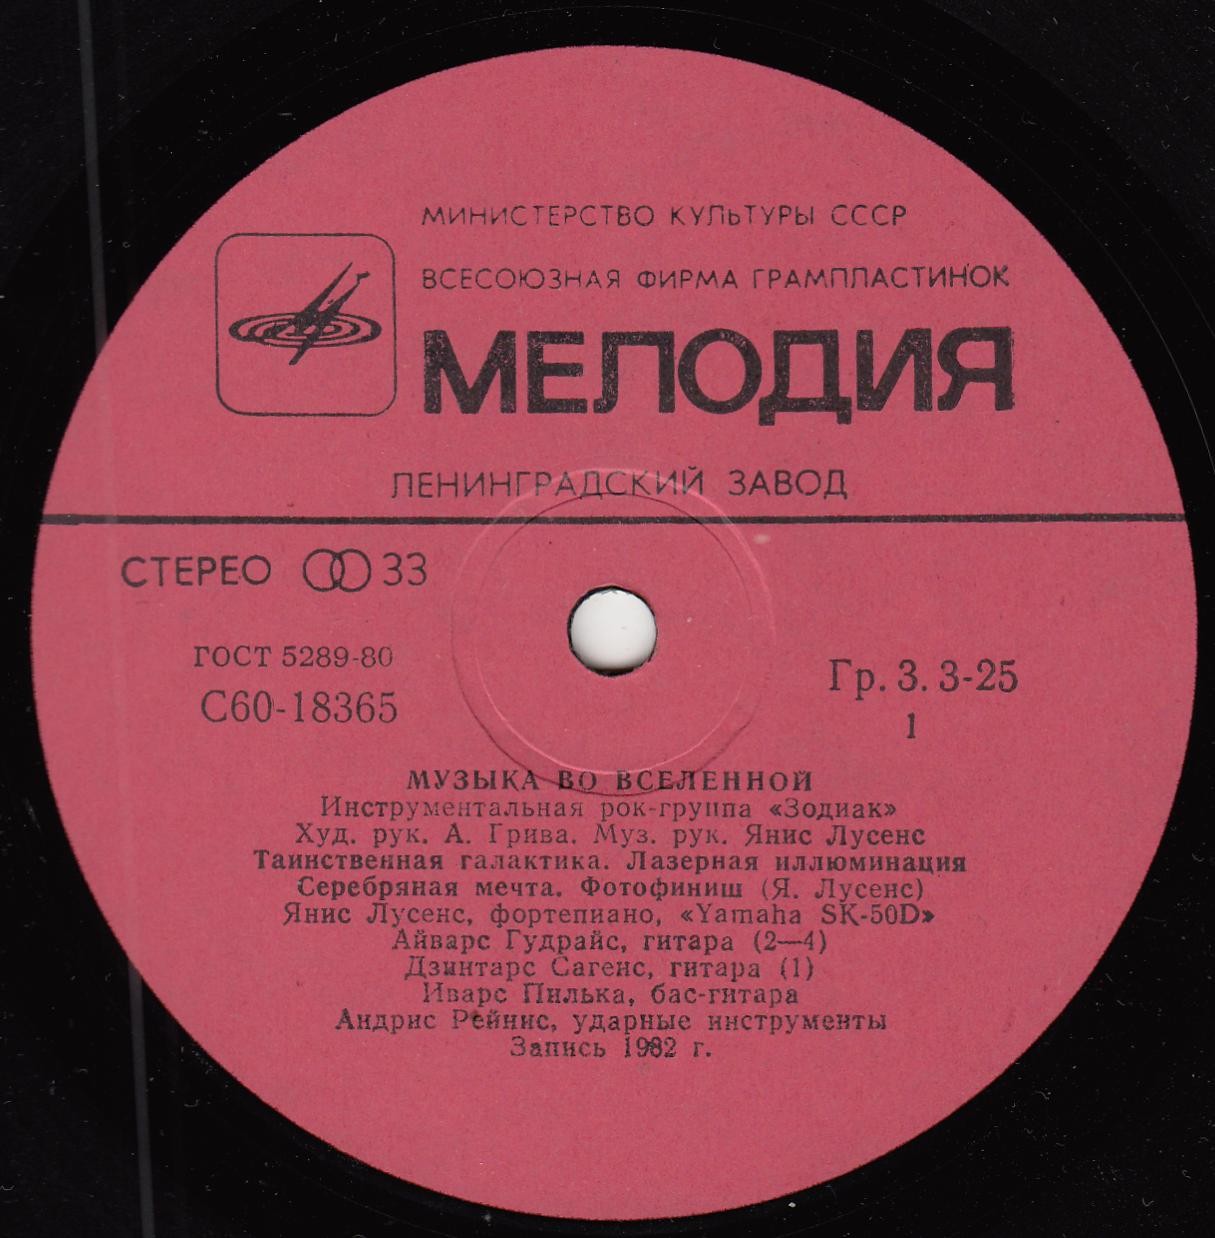 МИНИСТЕРСТВО КУЛЬТУРЫ СССР
ВСЕСОЮЗНАЯ ФИРМА ГРАМПЛАСТИНОК
МЕЛОДИЯ
ЛЕНИНГРАДСКИЙ ЗАВОД
СТЕРЕО 33
ГОСТ 5289-80
С60-18365
Гр. 3. 3-25
1
МУЗЫКА ВО ВСЕЛЕННОЙ
Инструментальная рок-группа «Зодиак»
Худ. рук. А. Грива. Муз. рук. Янис Лусенс
Таинственная галактика. Лазерная иллюминация
Серебряная мечта. Фотофиниш (Я. Лусенс)
Янис Лусенс, фортепиано, «Yamaha SK-50D»
Айварс Гудрайс, гитара (2—4)
Дзинтарс Сагенс, гитара (1)
Иварс Пилька, бас-гитара
Андрис Рейнис, ударные инструменты
Запись 1982 г.